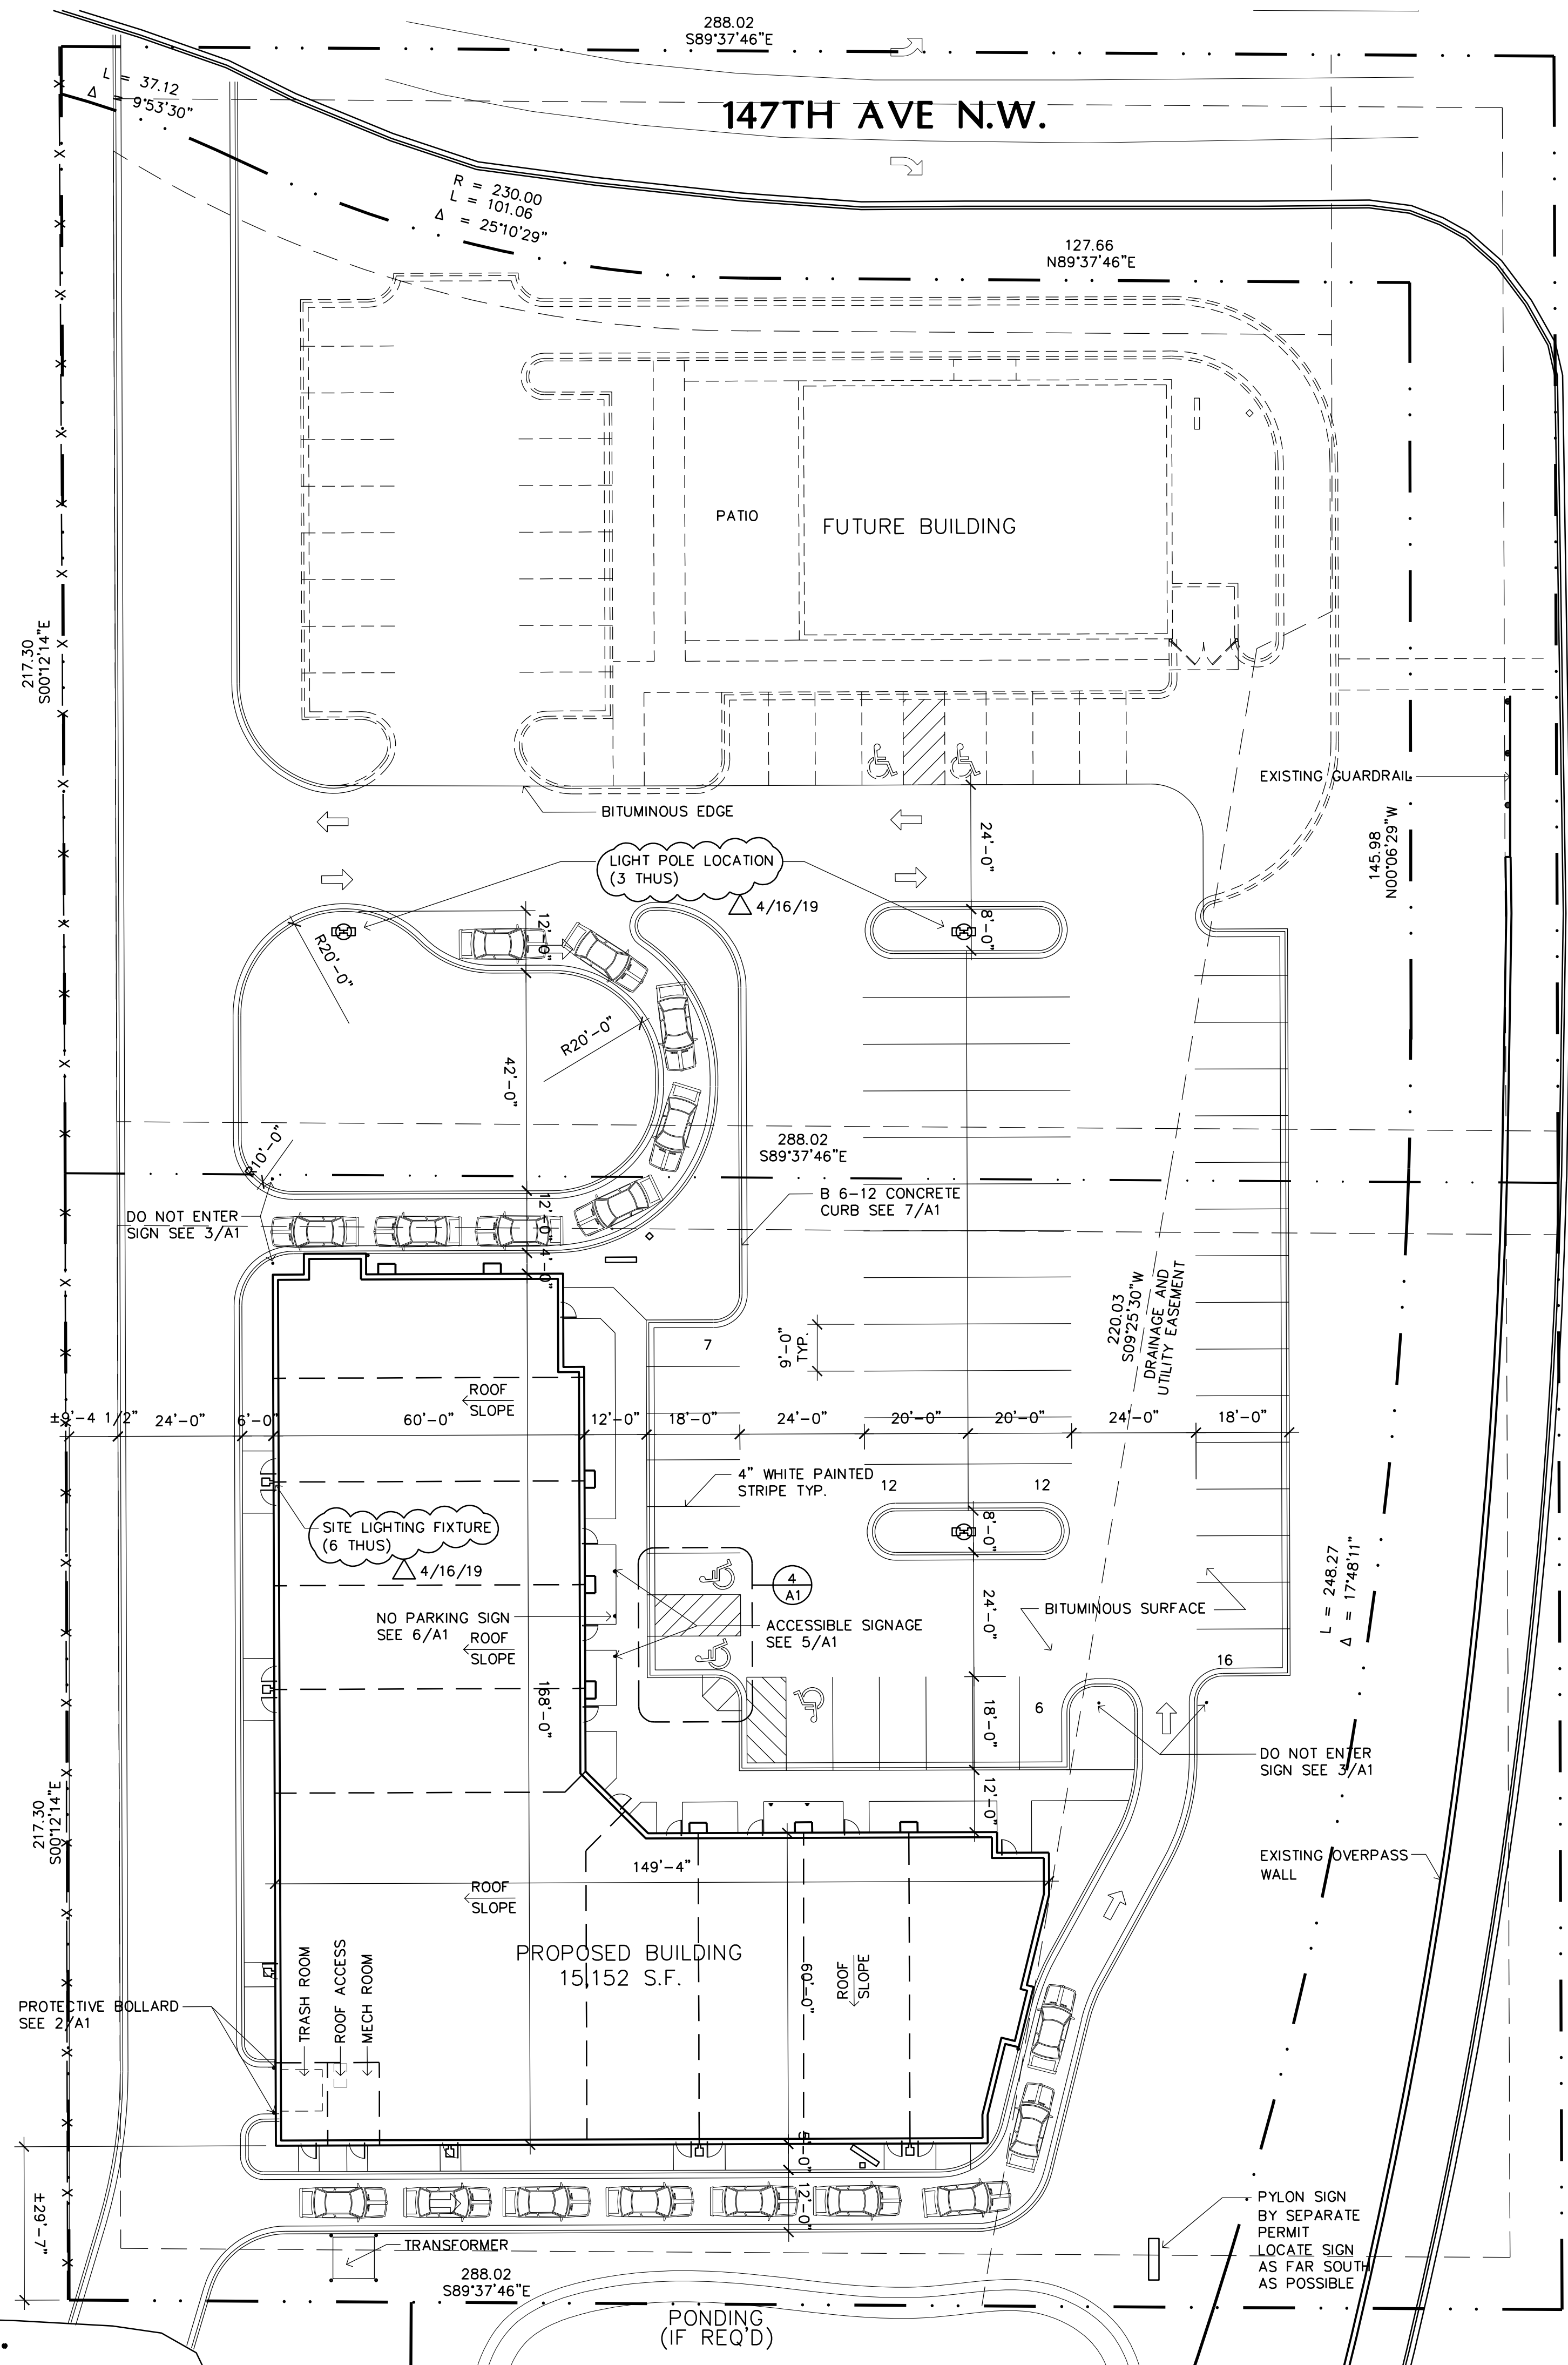 288.02
S89°37'46"E
L = 37.12
Δ = 9°53'30"
147TH AVE N.W.
R = 230.00
L = 101.06
Δ = 25°10'29"
127.66
N89°37'46"E
PATIO
FUTURE BUILDING
217.30
S00°12'14"E
EXISTING GUARDRAIL
BITUMINOUS EDGE
145.98
N00°06'29"W
24'-0"
LIGHT POLE LOCATION
(3 THUS)
4/16/19
12'-0"
8'-0"
R20'-0"
R20'-0"
42'-0"
R10'-0"
288.02
S89°37'46"E
B 6-12 CONCRETE
CURB SEE 7/A1
DO NOT ENTER
SIGN SEE 3/A1
12'-0"
4'-0"
220.03
S09°25'30"W
DRAINAGE AND
UTILITY EASEMENT
7
9'-0"
TYP.
ROOF
SLOPE
±9'-4 1/2"
24'-0"
6'-0"
60'-0"
12'-0"
18'-0"
24'-0"
20'-0"
20'-0"
24'-0"
18'-0"
4" WHITE PAINTED
STRIPE TYP.
12
12
SITE LIGHTING FIXTURE
(6 THUS)
4/16/19
8'-0"
L = 248.27
Δ = 17°48'11"
4
A1
NO PARKING SIGN
SEE 6/A1
ROOF
SLOPE
ACCESSIBLE SIGNAGE
SEE 5/A1
24'-0"
BITUMINOUS SURFACE
16
168'-0"
18'-0"
6
DO NOT ENTER
SIGN SEE 3/A1
12'-0"
217.30
S00°12'14"E
149'-4"
EXISTING OVERPASS
WALL
ROOF
SLOPE
PROPOSED BUILDING
15,152 S.F.
60'-0"
ROOF
SLOPE
TRASH ROOM
ROOF ACCESS
MECH ROOM
PROTECTIVE BOLLARD
SEE 2/A1
5'-0"
12'-0"
±29'-7"
TRANSFORMER
PYLON SIGN
BY SEPARATE
PERMIT
LOCATE SIGN
AS FAR SOUTH
AS POSSIBLE
288.02
S89°37'46"E
PONDING
(IF REQ'D)